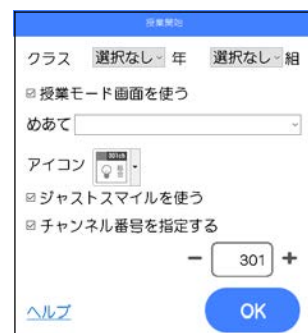 授業開始
クラス 選択なし 年 選択なし 組
授業モード画面を使う
めあて
アイコン 301ch
ジャストスマイルを使う
チャンネル番号を指定する
− 301 +
ヘルプ OK